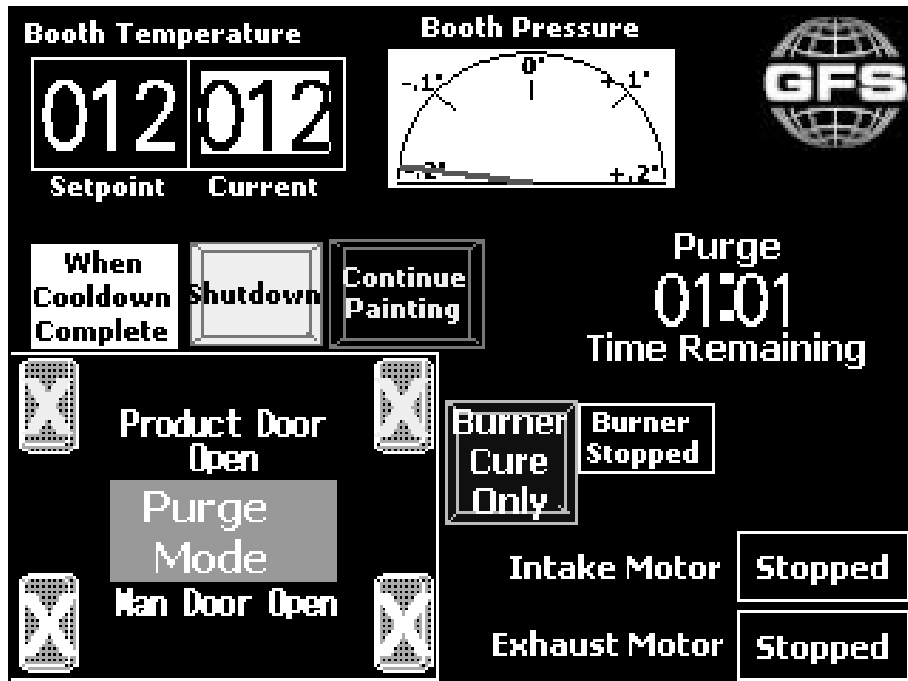 Booth Temperature
Booth Pressure
012 012
Setpoint Current
-.1" 0" +.1"
-.2" +.2"
GFS
When
Cooldown
Complete
Shutdown
Continue
Painting
Purge
01:01
Time Remaining
Product Door
Open
Purge
Mode
Man Door Open
Burner
Cure
Only
Burner
Stopped
Intake Motor Stopped
Exhaust Motor Stopped